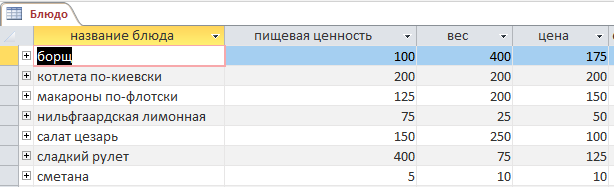 Блюдо
название блюда пищевая ценность вес цена
борщ 100 400 175
котлета по-киевски 200 200 200
макароны по-флотски 125 200 150
нильфгаардская лимонная 75 25 50
салат цезарь 150 250 100
сладкий рулет 400 75 125
сметана 5 10 10